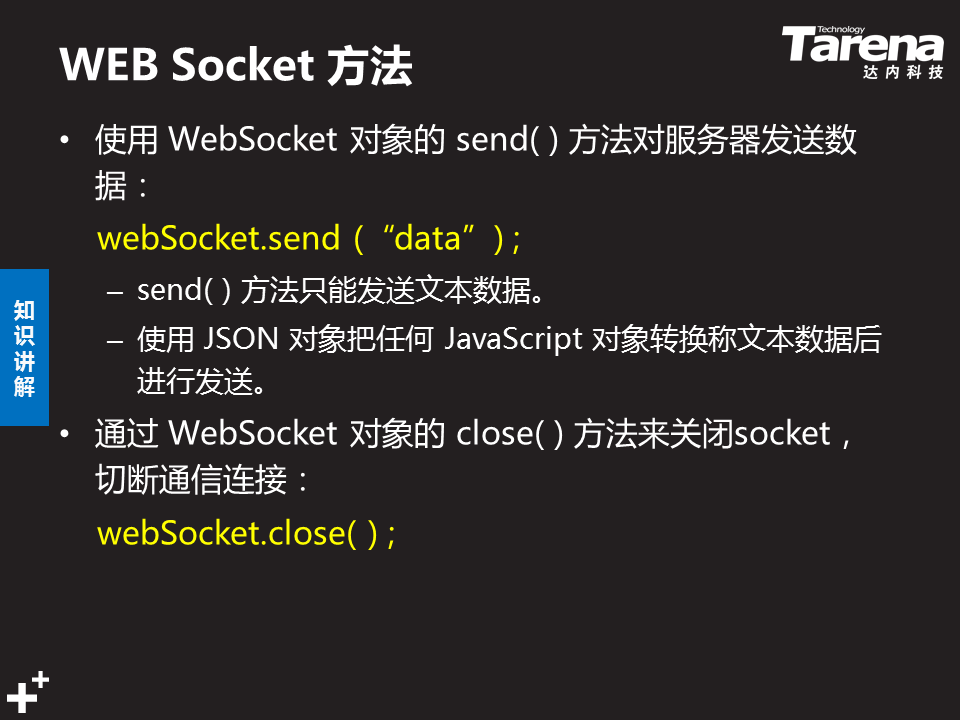 WEB Socket 方法
Technology
Tarena
达内科技
• 使用 WebSocket 对象的 send( ) 方法对服务器发送数
据：
webSocket.send（“data”）;
– send( ) 方法只能发送文本数据。
– 使用 JSON 对象把任何 JavaScript 对象转换称文本数据后
进行发送。
知识讲解
• 通过 WebSocket 对象的 close( ) 方法来关闭socket，
切断通信连接：
webSocket.close( ) ;